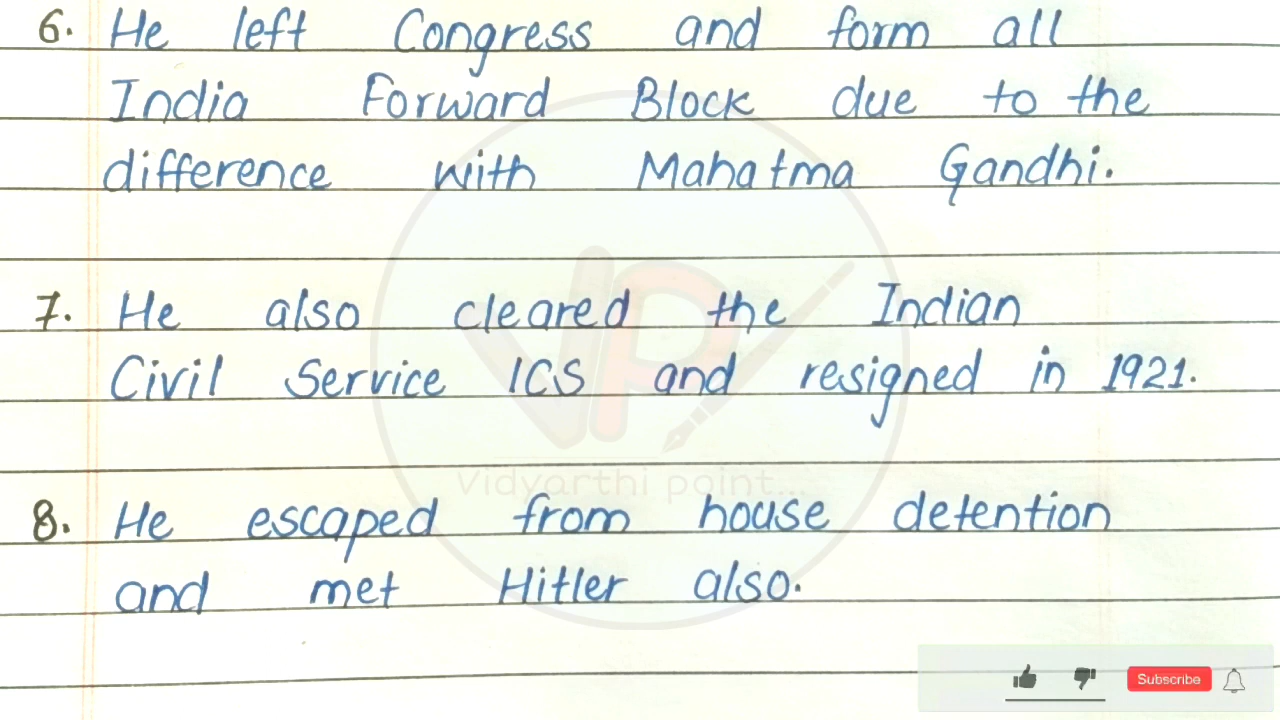 6. He left Congress and form all
India Forward Block due to the
difference with Mahatma Gandhi.
7. He also cleared the Indian
Civil Service ICS and resigned in 1921.
Vidyarthi point...
8. He escaped from house detention
and met Hitler also.
Subscribe